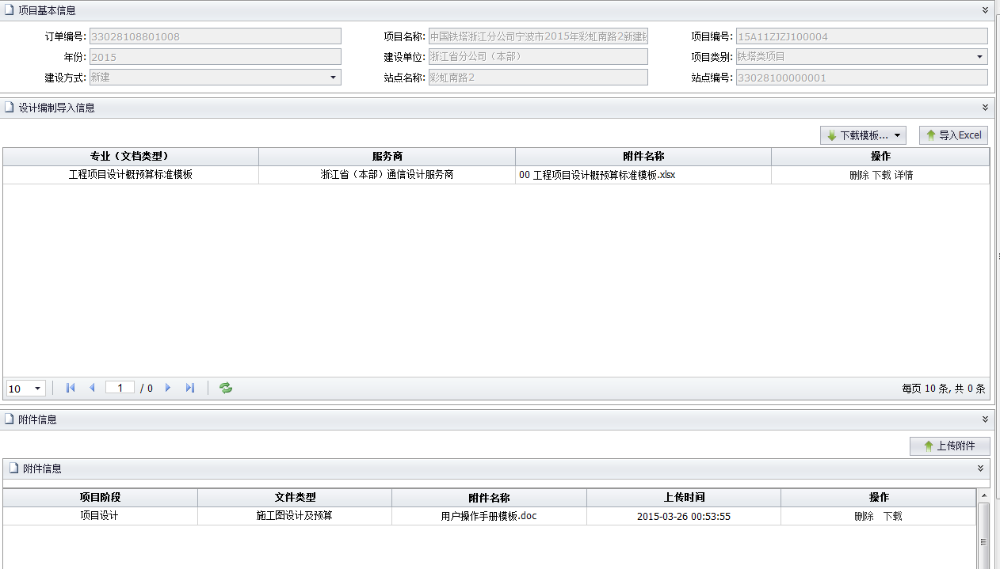 项目基本信息
订单编号: 33028108801008 项目名称: 中国铁塔浙江分公司宁波市2015年彩虹南路2新建 项目编号: 15A11ZJZJ100004
年份: 2015 建设单位: 浙江省分公司（本部） 项目类别: 铁塔类项目
建设方式: 新建 站点名称: 彩虹南路2 站点编号: 33028100000001
设计编制导入信息
下载模板... 导入Excel
专业（文档类型） 服务商 附件名称 操作
工程项目设计概预算标准模板 浙江省（本部）通信设计服务商 00 工程项目设计概预算标准模板.xlsx 删除 下载 详情
10 1 / 0 每页 10 条, 共 0 条
附件信息
上传附件
附件信息
项目阶段 文件类型 附件名称 上传时间 操作
项目设计 施工图设计及预算 用户操作手册模板.doc 2015-03-26 00:53:55 删除 下载